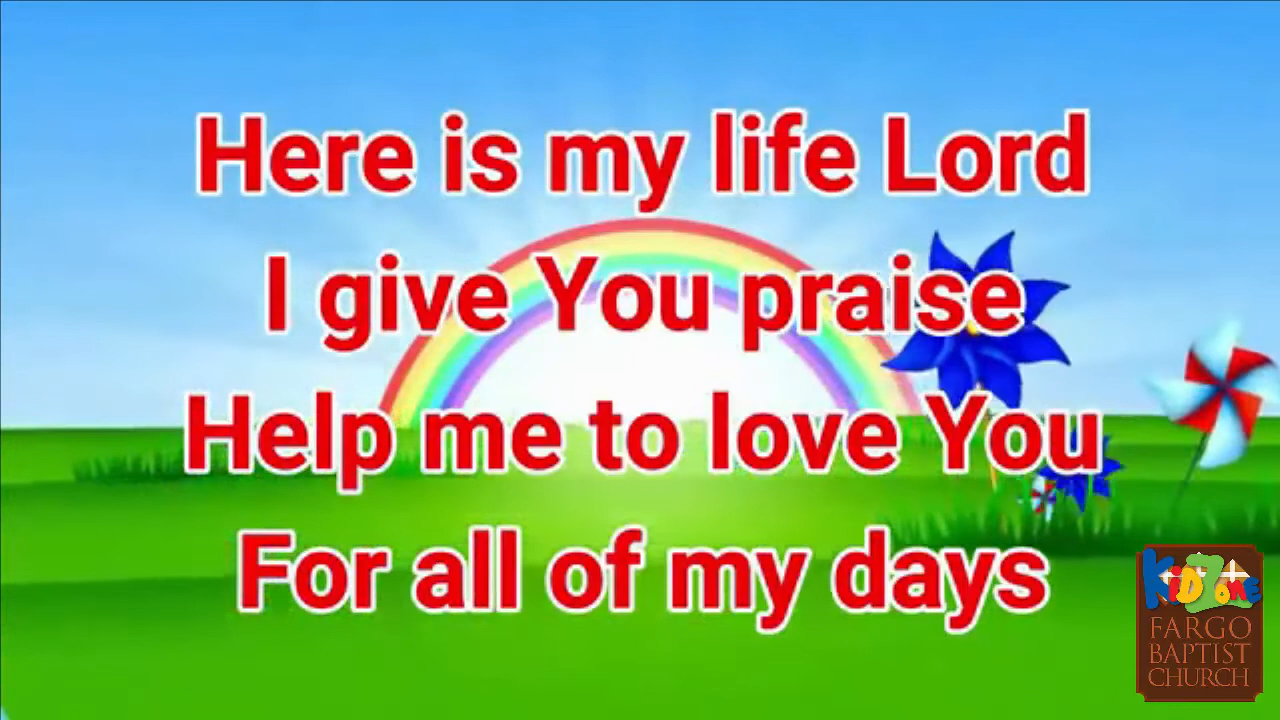 Here is my life Lord
I give You praise
Help me to love You
For all of my days
KiDZONE
FARGO
BAPTIST
CHURCH